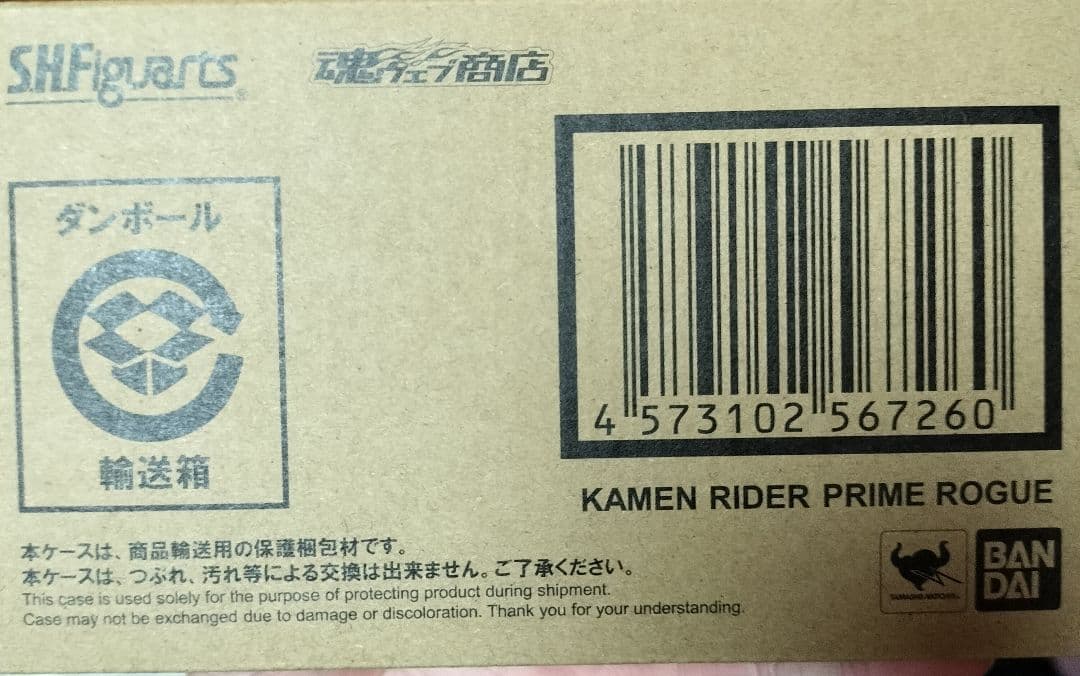 S.H.Figuarts®
魂ウェブ商店
ダンボール
輸送箱
4 573102 567260
KAMEN RIDER PRIME ROGUE
本ケースは、商品輸送用の保護梱包材です。
本ケースは、つぶれ、汚れ等による交換は出来ません。ご了承ください。
This case is used solely for the purpose of protecting product during shipment.
Case may not be exchanged due to damage or discoloration. Thank you for your understanding.
TAMASHII NATIONS
BAN
DAI